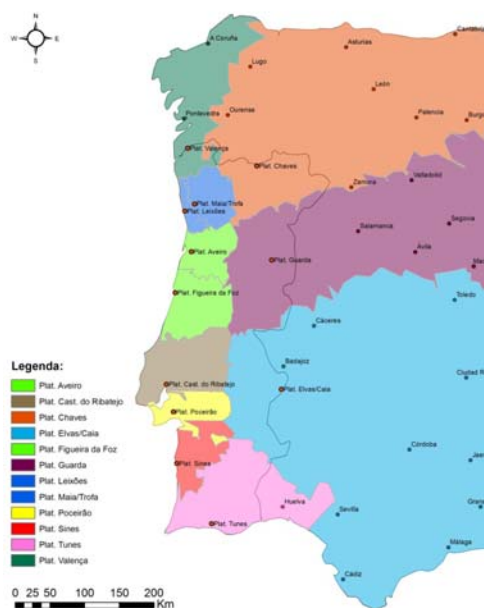 N
W E
S
A Coruña
Asturias
Lugo
León
Pontevedra
Ourense
Palencia
Plat. Valença
Plat. Chaves
Zamora
Valladolid
Plat. Maia/Trofa
Plat. Leixões
Salamanca
Segovia
Plat. Aveiro
Plat. Guarda
Ávila
Plat. Figueira da Foz
Toledo
Cáceres
Badajoz
Plat. Cast. do Ribatejo
Plat. Elvas/Caia
Ciudad R
Plat. Poceirão
Córdoba
Plat. Sines
Huelva
Sevilla
Plat. Tunes
Málaga
Cádiz
Legenda:
Plat. Aveiro
Plat. Cast. do Ribatejo
Plat. Chaves
Plat. Elvas/Caia
Plat. Figueira da Foz
Plat. Guarda
Plat. Leixões
Plat. Maia/Trofa
Plat. Poceirão
Plat. Sines
Plat. Tunes
Plat. Valença
0 25 50 100 150 200
Km